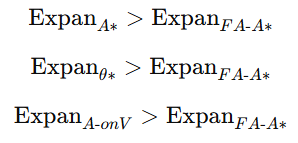 Expan_{A*} > Expan_{FA-A*}
Expan_{θ*} > Expan_{FA-A*}
Expan_{A-onV} > Expan_{FA-A*}